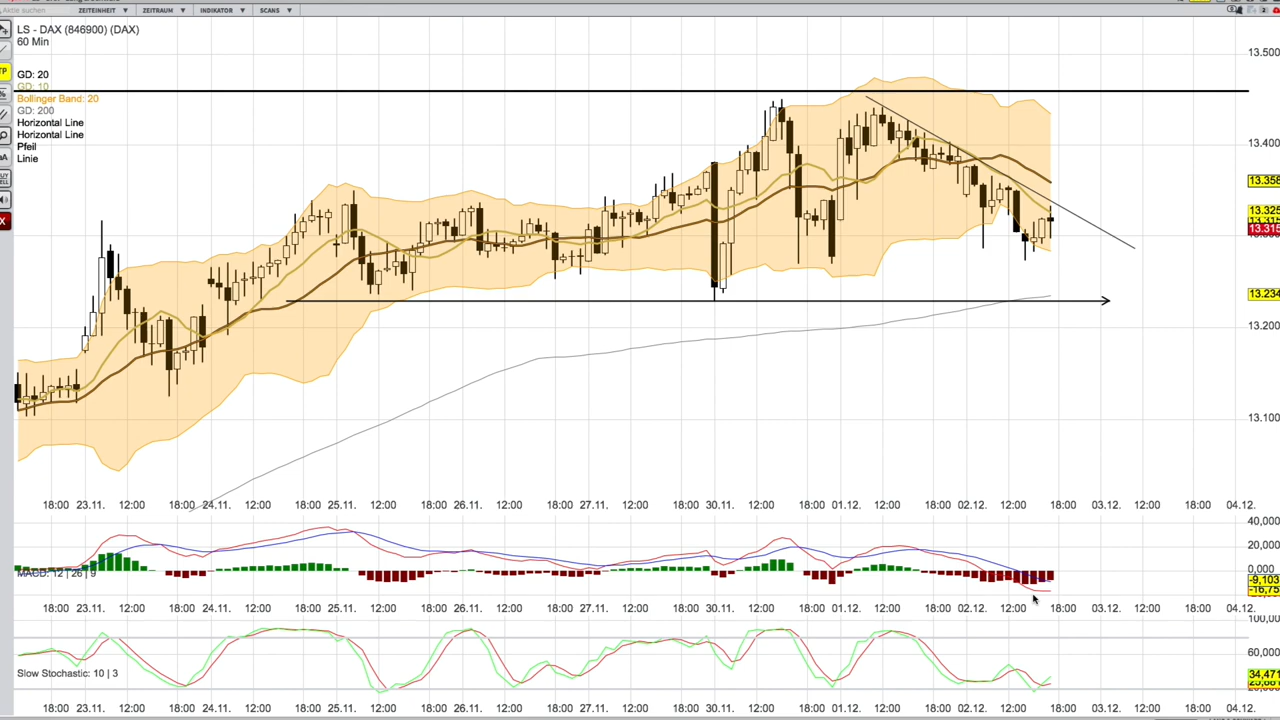 Aktie suchen ZEITEINHEIT ▼ ZEITRAUM ▼ INDIKATOR ▼ SCANS ▼
LS - DAX (846900) (DAX)
60 Min
GD: 20
GD: 10
Bollinger Band: 20
GD: 200
Horizontal Line
Horizontal Line
Pfeil
Linie
13.500
13.400
13.358
13.325
13.315
13.234
13.200
13.100
18:00 23.11. 12:00 18:00 24.11. 12:00 18:00 25.11. 12:00 18:00 26.11. 12:00 18:00 27.11. 12:00 18:00 30.11. 12:00 18:00 01.12. 12:00 18:00 02.12. 12:00 18:00 03.12. 12:00 18:00 04.12.
40,000
20,000
0,000
MACD: 12 | 26 | 9
-9,103
-16,75
18:00 23.11. 12:00 18:00 24.11. 12:00 18:00 25.11. 12:00 18:00 26.11. 12:00 18:00 27.11. 12:00 18:00 30.11. 12:00 18:00 01.12. 12:00 18:00 02.12. 12:00 18:00 03.12. 12:00 18:00 04.12.
100,00
60,000
Slow Stochastic: 10 | 3
34,471
18:00 23.11. 12:00 18:00 24.11. 12:00 18:00 25.11. 12:00 18:00 26.11. 12:00 18:00 27.11. 12:00 18:00 30.11. 12:00 18:00 01.12. 12:00 18:00 02.12. 12:00 18:00 03.12. 12:00 18:00 04.12.